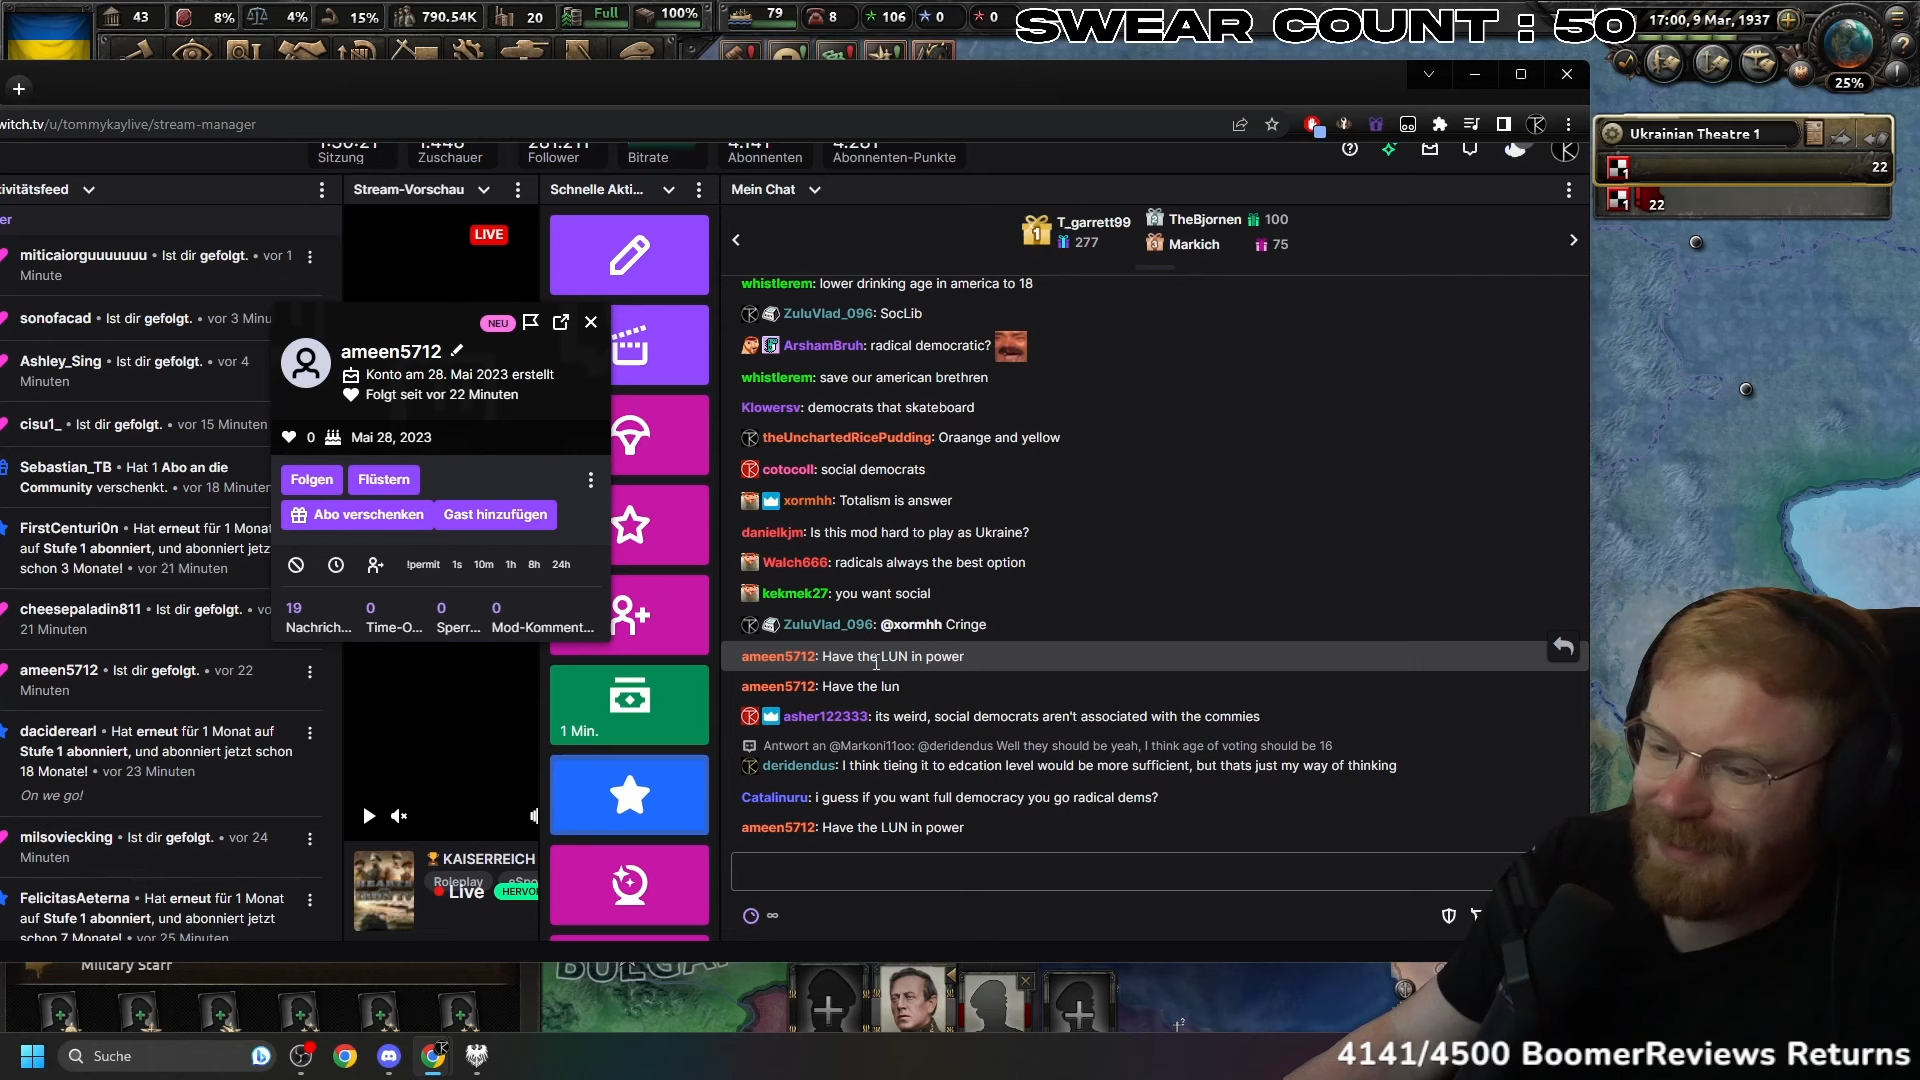 43
8%
4%
15%
790.54K
20
Full
100%
79
8
106
0
0
SWEAR COUNT : 50
17:00, 9 Mar, 1937
25%
witch.tv/u/tommykaylive/stream-manager
Ukrainian Theatre 1
1
22
1
22
Sitzung
Zuschauer
Follower
Bitrate
Abonnenten
Abonnenten-Punkte
tivitätsfeed
Stream-Vorschau
Schnelle Akti...
Mein Chat
er
LIVE
T_garrett99
277
TheBjornen 100
Markich 75
miticaiorguuuuuuu • Ist dir gefolgt. • vor 1
Minute
sonofacad • Ist dir gefolgt. • vor 3 Minu
Ashley_Sing • Ist dir gefolgt. • vor 4
Minuten
cisu1_ • Ist dir gefolgt. • vor 15 Minuten
Sebastian_TB • Hat 1 Abo an die
Community verschenkt. • vor 18 Minuten
FirstCenturi0n • Hat erneut für 1 Monat
auf Stufe 1 abonniert, und abonniert jetzt
schon 3 Monate! • vor 21 Minuten
cheesepaladin811 • Ist dir gefolgt. • vo
21 Minuten
ameen5712 • Ist dir gefolgt. • vor 22
Minuten
daciderearl • Hat erneut für 1 Monat auf
Stufe 1 abonniert, und abonniert jetzt schon
18 Monate! • vor 23 Minuten
On we go!
milsoviecking • Ist dir gefolgt. • vor 24
Minuten
FelicitasAeterna • Hat erneut für 1 Monat
auf Stufe 1 abonniert, und abonniert jetzt
schon 7 Monate! • vor 25 Minuten
NEU
ameen5712
Konto am 28. Mai 2023 erstellt
Folgt seit vor 22 Minuten
0
Mai 28, 2023
Folgen
Flüstern
Abo verschenken
Gast hinzufügen
!permit 1s 10m 1h 8h 24h
19
0
0
0
Nachrich...
Time-O...
Sperr...
Mod-Komment...
1 Min.
KAISERREICH
Roleplay
eSpo
Live
HERVO
whistlerem: lower drinking age in america to 18
ZuluVlad_096: SocLib
ArshamBruh: radical democratic?
whistlerem: save our american brethren
Klowersv: democrats that skateboard
theUnchartedRicePudding: Oraange and yellow
cotocoll: social democrats
xormhh: Totalism is answer
danielkjm: Is this mod hard to play as Ukraine?
Walch666: radicals always the best option
kekmek27: you want social
ZuluVlad_096: @xormhh Cringe
ameen5712: Have the LUN in power
ameen5712: Have the lun
asher122333: its weird, social democrats aren't associated with the commies
Antwort an @Markoni11oo: @deridendus Well they should be yeah, I think age of voting should be 16
deridendus: I think tieing it to edcation level would be more sufficient, but thats just my way of thinking
Catalinuru: i guess if you want full democracy you go radical dems?
ameen5712: Have the LUN in power
Military Staff
Suche
4141/4500 BoomerReviews Returns